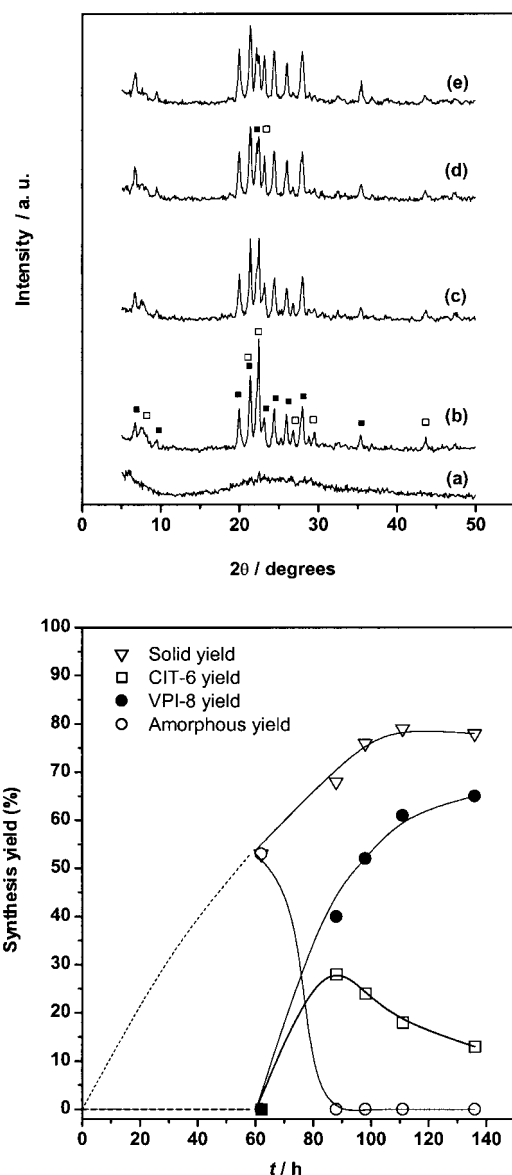 (e)
(d)
(c)
(b)
(a)
Intensity / a. u.
0 10 20 30 40 50
2θ / degrees
Solid yield
CIT-6 yield
VPI-8 yield
Amorphous yield
Synthesis yield (%)
100
90
80
70
60
50
40
30
20
10
0
0 20 40 60 80 100 120 140
t / h